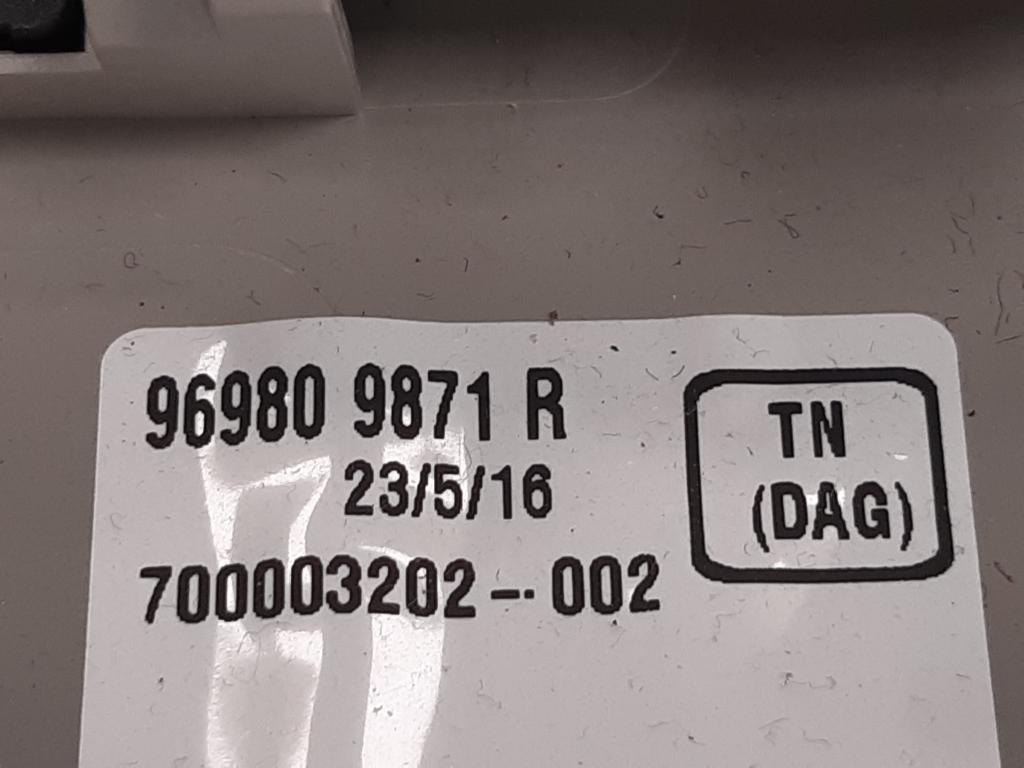 96980 9871 R
23/5/16
700003202-002
TN
(DAG)